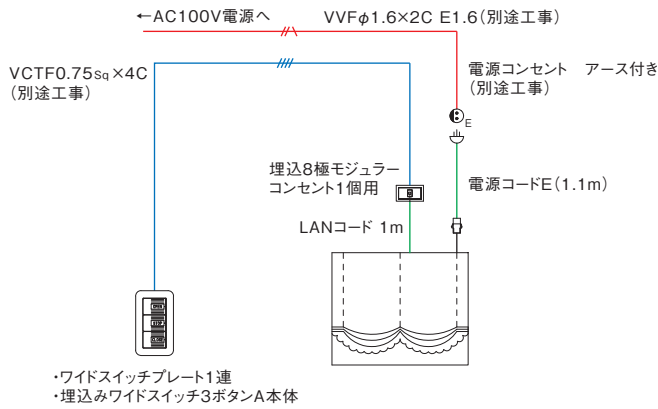 ←AC100V電源へ
VVFφ1.6×2C E1.6(別途工事)
VCTF0.75sq×4C
(別途工事)
電源コンセント　アース付き
(別途工事)
E
埋込8極モジュラー
コンセント1個用
電源コードE(1.1m)
LANコード 1m
・ワイドスイッチプレート1連
・埋込みワイドスイッチ3ボタンA本体